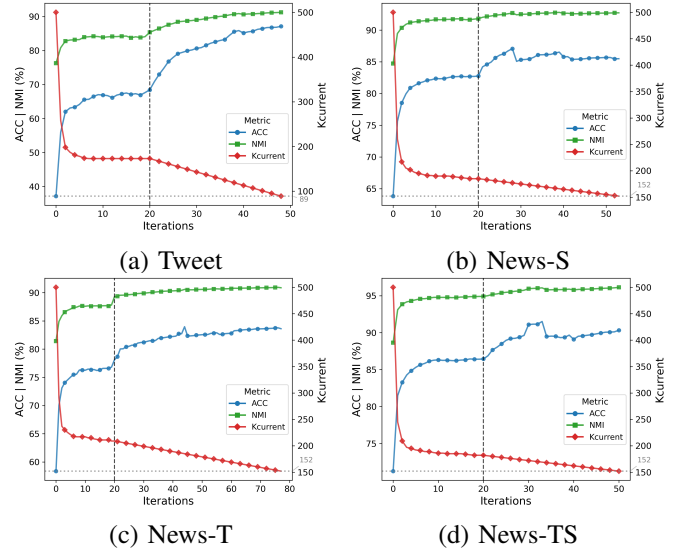 90
80
70
60
50
40
ACC | NMI (%)
500
400
300
200
100
89
Kcurrent
Metric
ACC
NMI
Kcurrent
0 10 20 30 40 50
Iterations
(a) Tweet
90
85
80
75
70
65
ACC | NMI (%)
500
450
400
350
300
250
200
152
150
Kcurrent
Metric
ACC
NMI
Kcurrent
0 10 20 30 40 50
Iterations
(b) News-S
90
85
80
75
70
65
60
ACC | NMI (%)
500
450
400
350
300
250
200
152
150
Kcurrent
Metric
ACC
NMI
Kcurrent
0 10 20 30 40 50 60 70 80
Iterations
(c) News-T
95
90
85
80
75
ACC | NMI (%)
500
450
400
350
300
250
200
152
150
Kcurrent
Metric
ACC
NMI
Kcurrent
0 10 20 30 40 50
Iterations
(d) News-TS